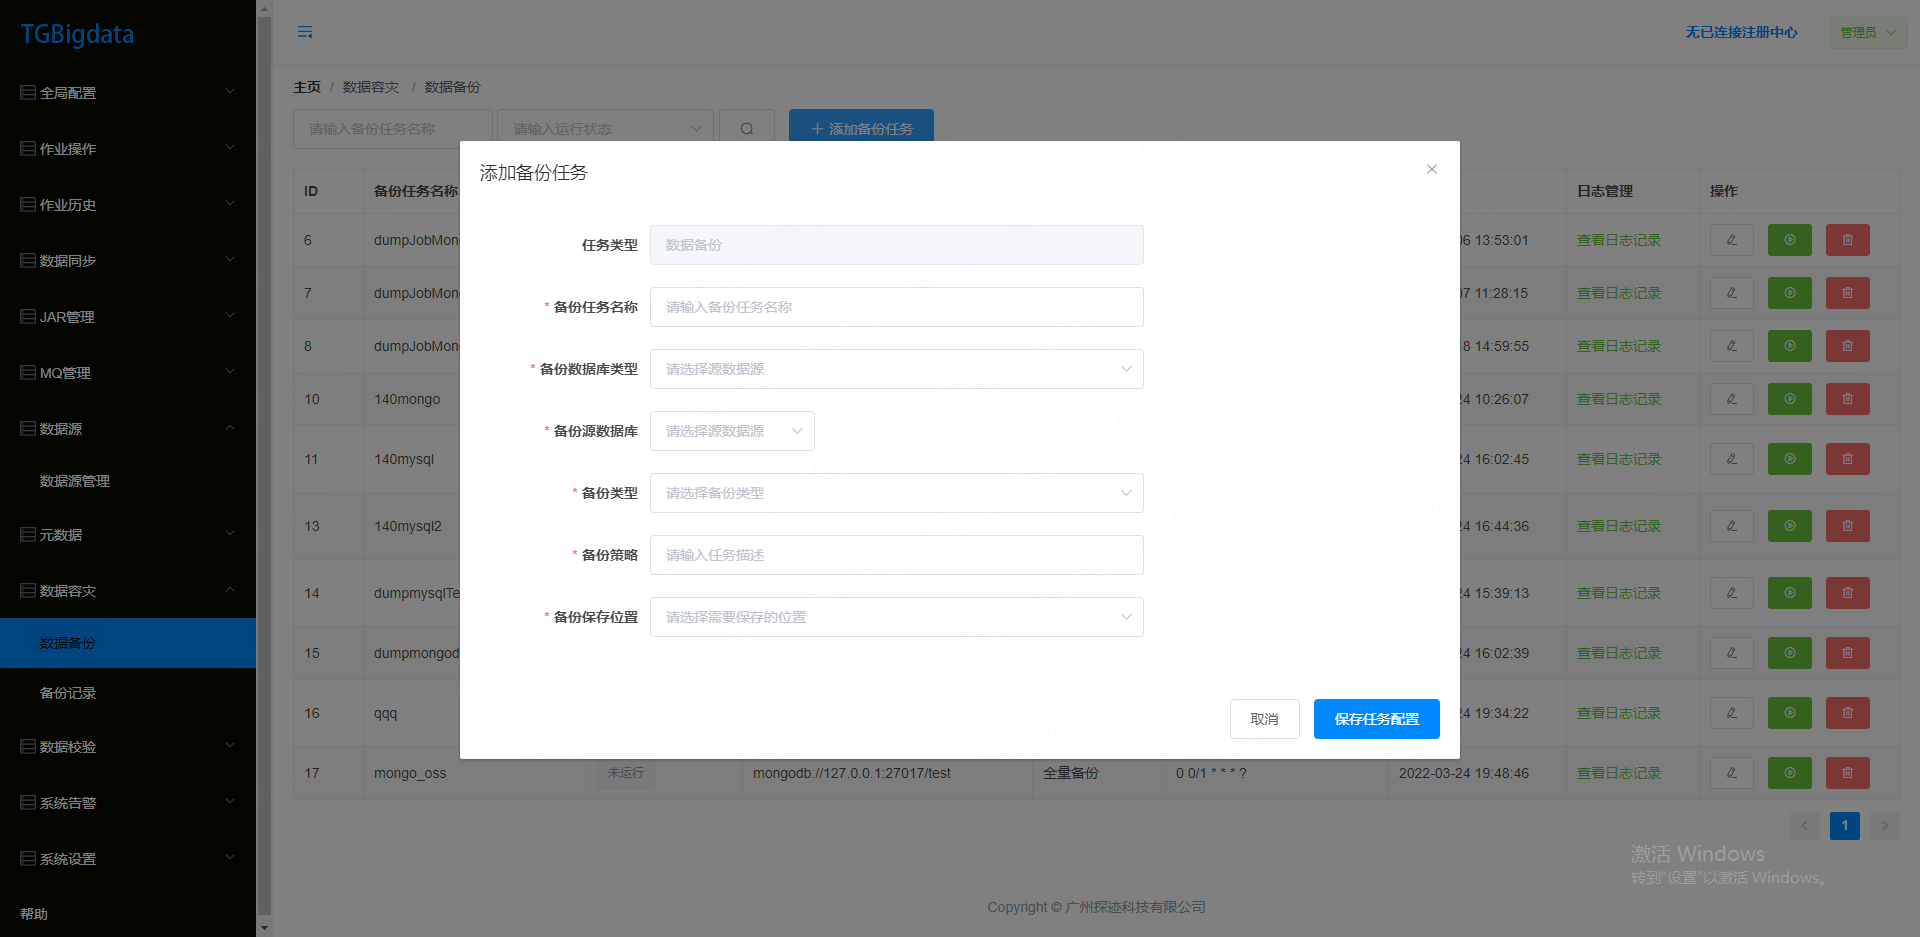 TGBigdata
全局配置
作业操作
作业历史
数据同步
JAR管理
MQ管理
数据源
数据源管理
元数据
数据容灾
数据备份
备份记录
数据校验
系统告警
系统设置
帮助
无已连接注册中心
管理员
主页 / 数据容灾 / 数据备份
请输入备份任务名称 请输入运行状态 添加备份任务
ID 备份任务名称 日志管理 操作
6 dumpJobMon 06 13:53:01 查看日志记录
7 dumpJobMon 07 11:28:15 查看日志记录
8 dumpJobMon 18 14:59:55 查看日志记录
10 140mongo 24 10:26:07 查看日志记录
11 140mysql 24 16:02:45 查看日志记录
13 140mysql2 24 16:44:36 查看日志记录
14 dumpmysqlTe 24 15:39:13 查看日志记录
15 dumpmongod 24 16:02:39 查看日志记录
16 qqq 24 19:34:22 查看日志记录
17 mongo_oss 未运行 mongodb://127.0.0.1:27017/test 全量备份 0 0/1 * * * ? 2022-03-24 19:48:46 查看日志记录
添加备份任务
任务类型 数据备份
* 备份任务名称 请输入备份任务名称
* 备份数据库类型 请选择源数据源
* 备份源数据库 请选择源数据源
* 备份类型 请选择备份类型
* 备份策略 请输入任务描述
* 备份保存位置 请选择需要保存的位置
取消 保存任务配置
1
激活 Windows
转到"设置"以激活 Windows。
Copyright © 广州探迹科技有限公司